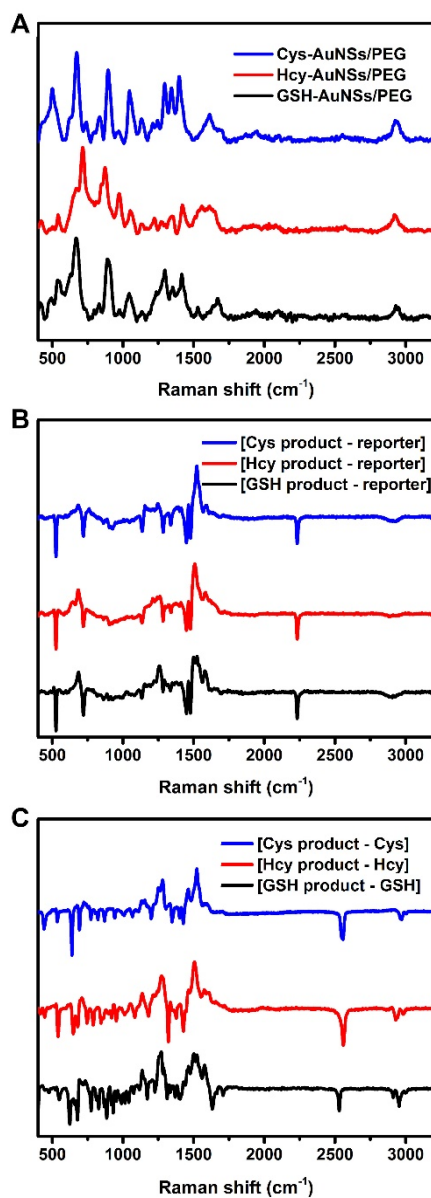 A
Cys-AuNSs/PEG
Hcy-AuNSs/PEG
GSH-AuNSs/PEG
500 1000 1500 2000 2500 3000
Raman shift (cm⁻¹)
B
[Cys product - reporter]
[Hcy product - reporter]
[GSH product - reporter]
500 1000 1500 2000 2500 3000
Raman shift (cm⁻¹)
C
[Cys product - Cys]
[Hcy product - Hcy]
[GSH product - GSH]
500 1000 1500 2000 2500 3000
Raman shift (cm⁻¹)